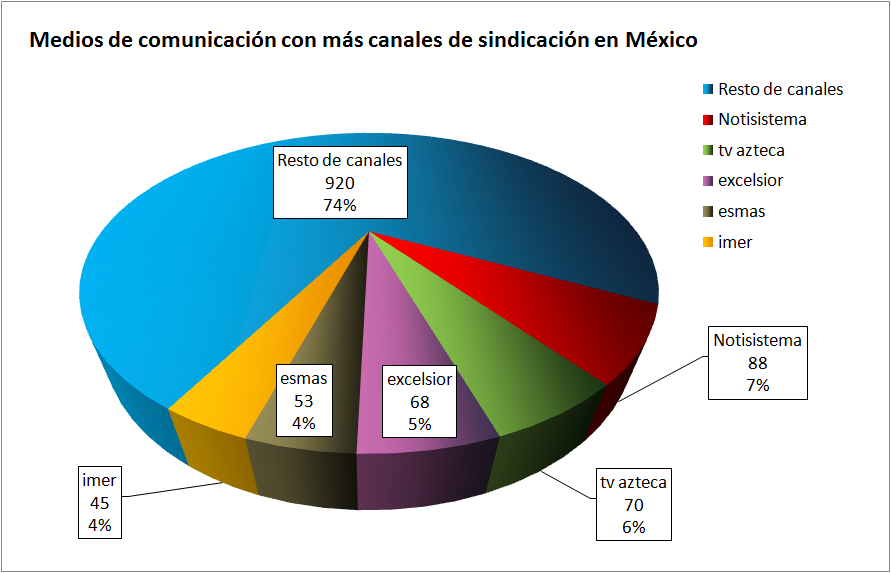 Medios de comunicación con más canales de sindicación en México
Resto de canales
Notisistema
tv azteca
excelsior
esmas
imer
Resto de canales
920
74%
Notisistema
88
7%
esmas
53
4%
excelsior
68
5%
imer
45
4%
tv azteca
70
6%